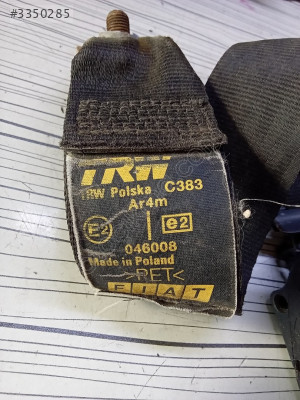 #3350285
TRW
TRW Polska C383
Ar4m
E2 e2
046008
Made in Poland
>PET<
FIAT